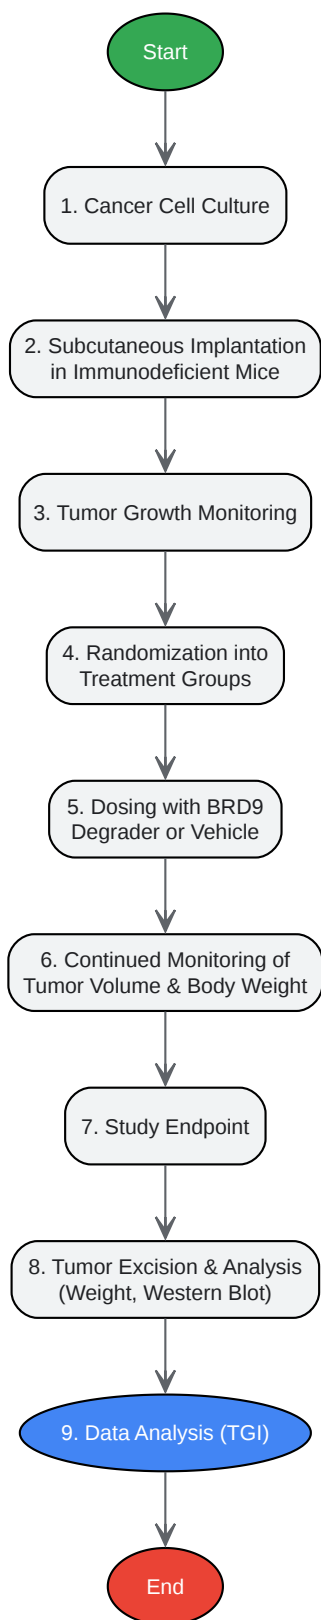 Start
1. Cancer Cell Culture
2. Subcutaneous Implantation
in Immunodeficient Mice
3. Tumor Growth Monitoring
4. Randomization into
Treatment Groups
5. Dosing with BRD9
Degrader or Vehicle
6. Continued Monitoring of
Tumor Volume & Body Weight
7. Study Endpoint
8. Tumor Excision & Analysis
(Weight, Western Blot)
9. Data Analysis (TGI)
End